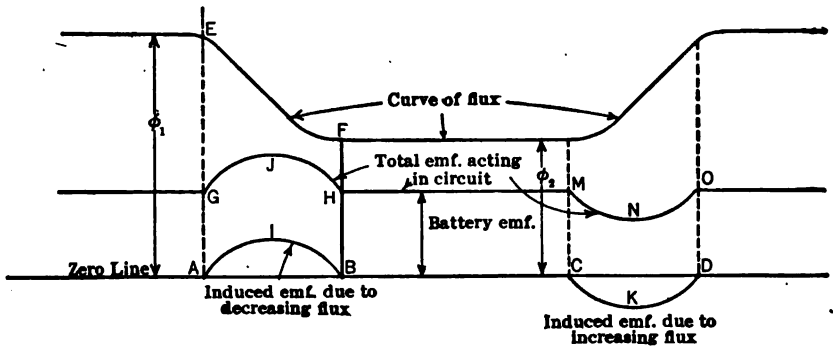 E
Curve of flux
F
ϕ₁
J
Total emf. acting
in circuit
ϕ₂
M
O
G
H
N
Battery emf.
I
Zero Line
A
B
C
D
Induced emf. due to
decreasing flux
K
Induced emf. due to
increasing flux